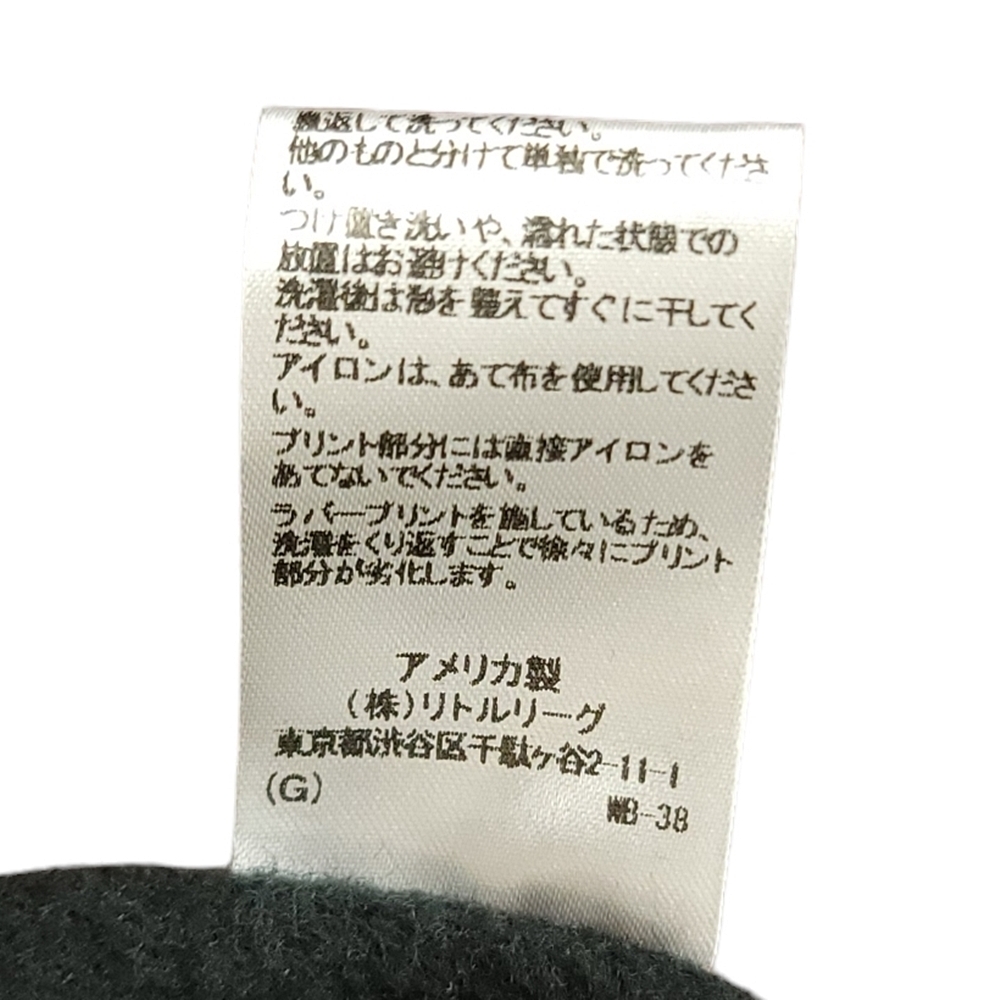 裏返して洗ってください。
他のものと分けて単独で洗ってくださ
い。
つけ置き洗いや、濡れた状態での
放置はお避けください。
洗濯後は形を整えてすぐに干してく
ださい。
アイロンは、あて布を使用してくださ
い。
プリント部分には直接アイロンを
あてないでください。
ラバープリントを施しているため、
洗濯をくり返すことで徐々にプリント
部分が劣化します。
アメリカ製
(株)リトルリーグ
東京都渋谷区千駄ヶ谷2-11-1
(G) WB-38